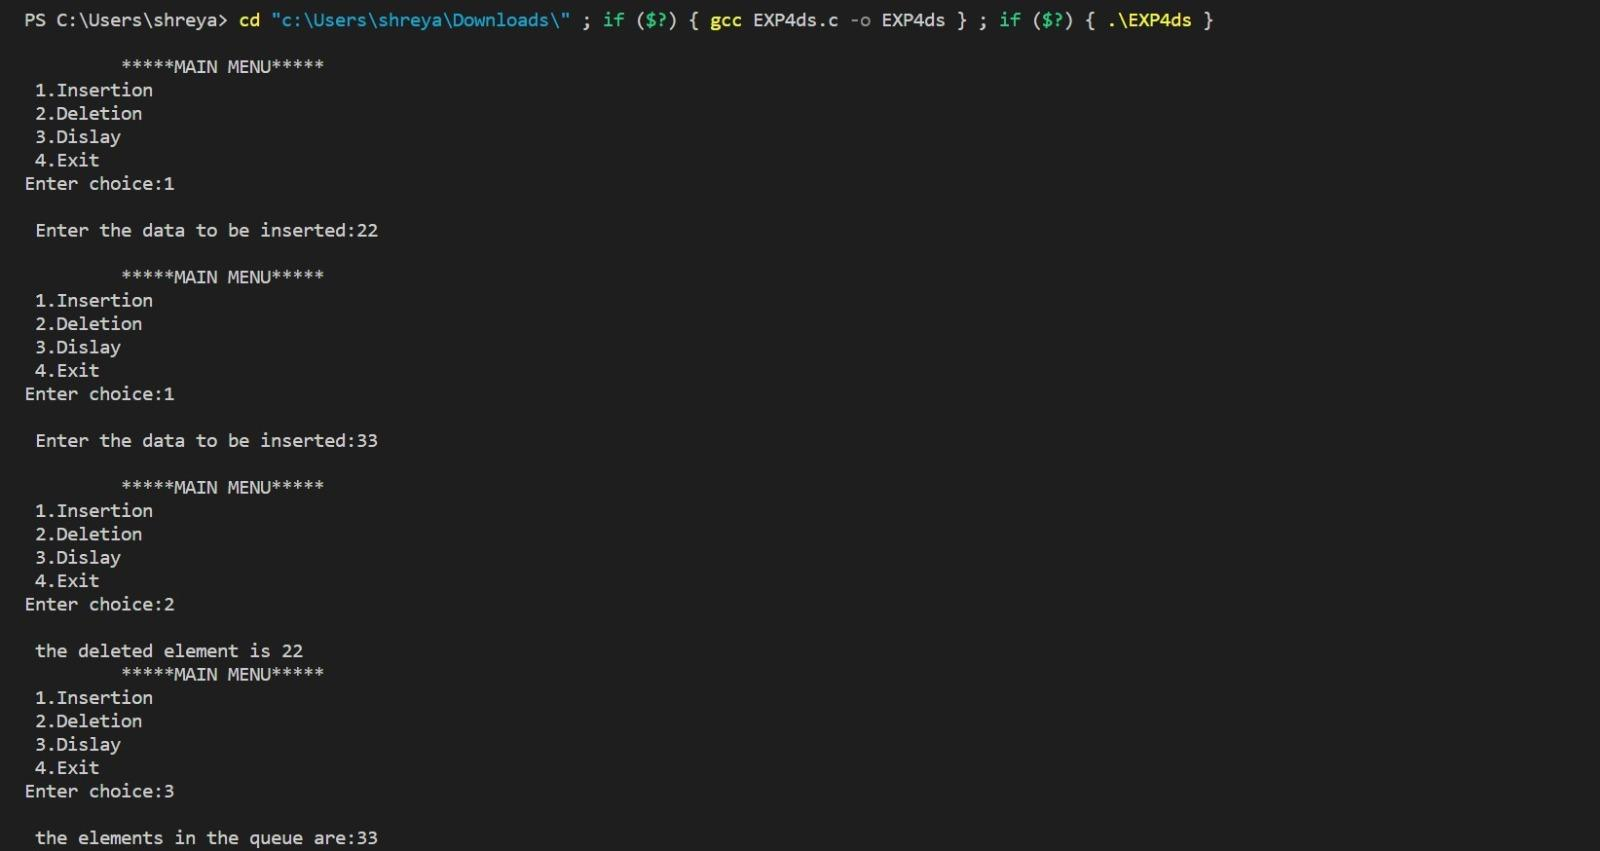 PS C:\Users\shreya> cd "c:\Users\shreya\Downloads\" ; if ($?) { gcc EXP4ds.c -o EXP4ds } ; if ($?) { .\EXP4ds }
*****MAIN MENU*****
1.Insertion
2.Deletion
3.Dislay
4.Exit
Enter choice:1
Enter the data to be inserted:22
*****MAIN MENU*****
1.Insertion
2.Deletion
3.Dislay
4.Exit
Enter choice:1
Enter the data to be inserted:33
*****MAIN MENU*****
1.Insertion
2.Deletion
3.Dislay
4.Exit
Enter choice:2
the deleted element is 22
*****MAIN MENU*****
1.Insertion
2.Deletion
3.Dislay
4.Exit
Enter choice:3
the elements in the queue are:33